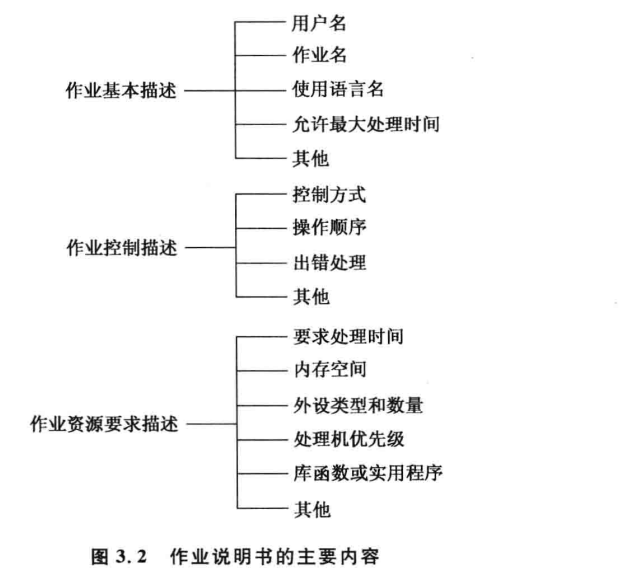 作业基本描述
用户名
作业名
使用语言名
允许最大处理时间
其他
作业控制描述
控制方式
操作顺序
出错处理
其他
作业资源要求描述
要求处理时间
内存空间
外设类型和数量
处理机优先级
库函数或实用程序
其他
图 3.2 作业说明书的主要内容